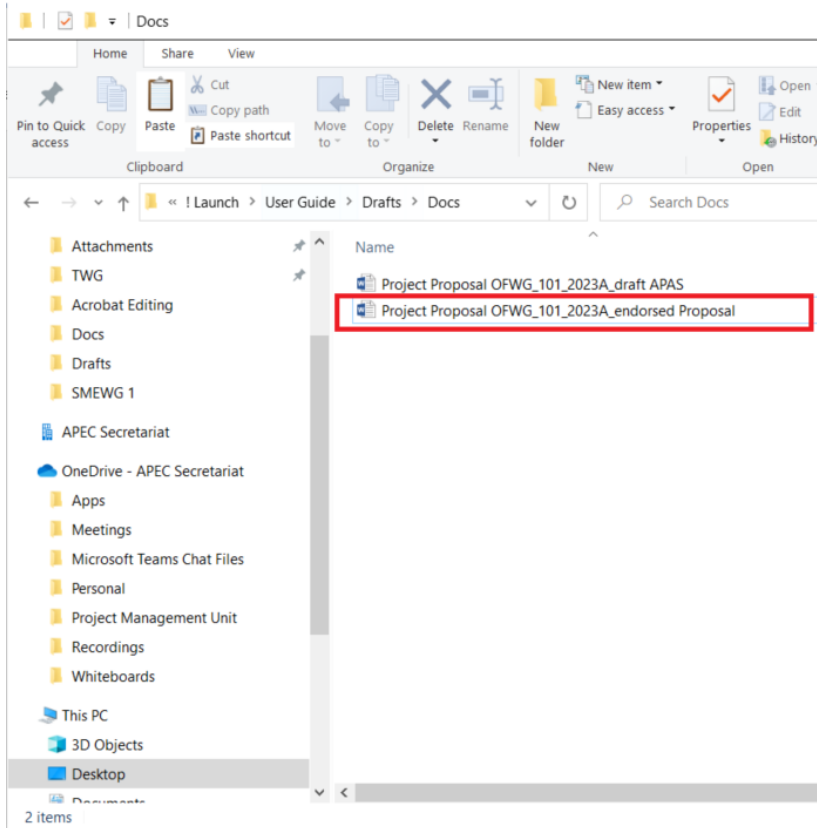 Docs
Home Share View
Pin to Quick access
Copy
Paste
Cut
Copy path
Paste shortcut
Move to
Copy to
Delete
Rename
New folder
New item
Easy access
Properties
Open
Edit
History
Clipboard Organize New Open
« ! Launch > User Guide > Drafts > Docs
Search Docs
Attachments
TWG
Acrobat Editing
Docs
Drafts
SMEWG 1
APEC Secretariat
OneDrive - APEC Secretariat
Apps
Meetings
Microsoft Teams Chat Files
Personal
Project Management Unit
Recordings
Whiteboards
This PC
3D Objects
Desktop
Documents
Name
Project Proposal OFWG_101_2023A_draft APAS
Project Proposal OFWG_101_2023A_endorsed Proposal
2 items